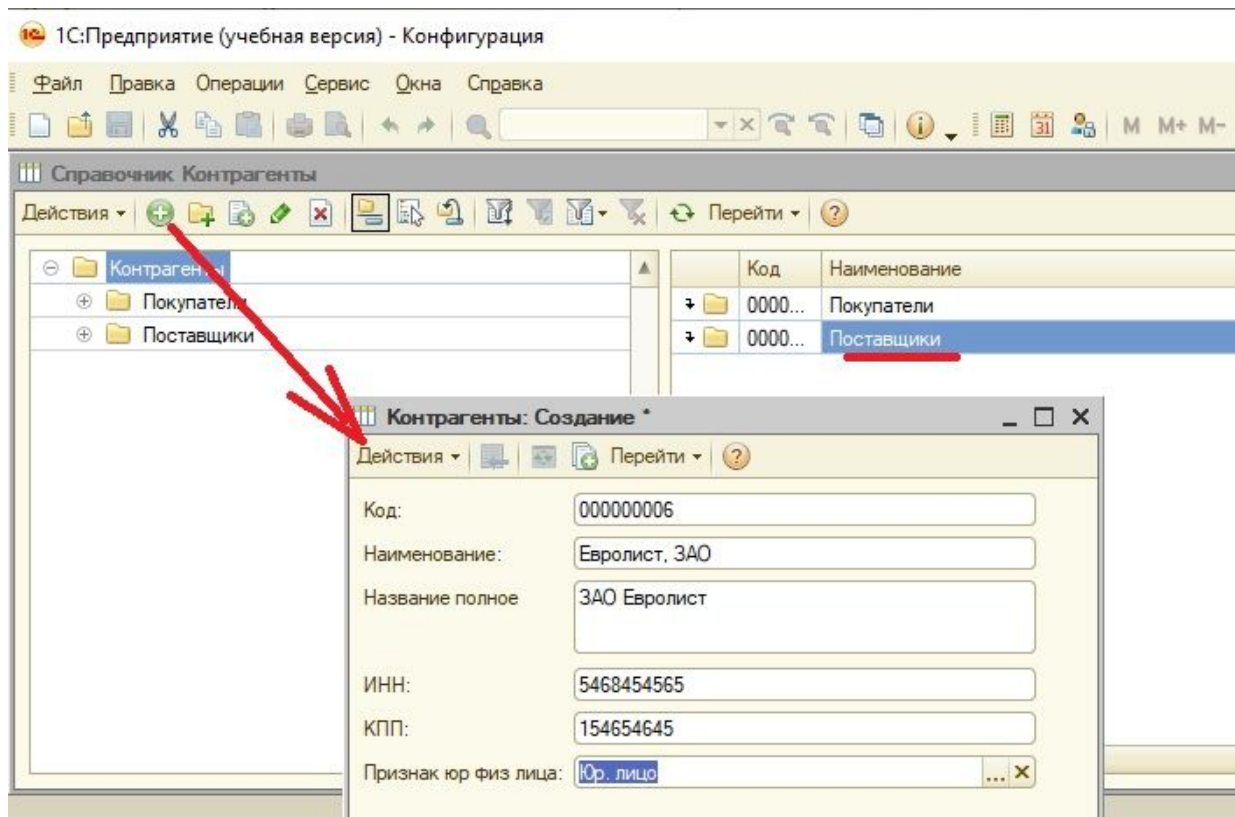 1С:Предприятие (учебная версия) - Конфигурация
Файл Правка Операции Сервис Окна Справка
31 M M+ M-
Справочник Контрагенты
Действия Перейти
Контрагенты Код Наименование
Покупатели 0000... Покупатели
Поставщики 0000... Поставщики
Контрагенты: Создание *
Действия Перейти
Код: 000000006
Наименование: Евролист, ЗАО
Название полное ЗАО Евролист
ИНН: 5468454565
КПП: 154654645
Признак юр физ лица: Юр. лицо ...